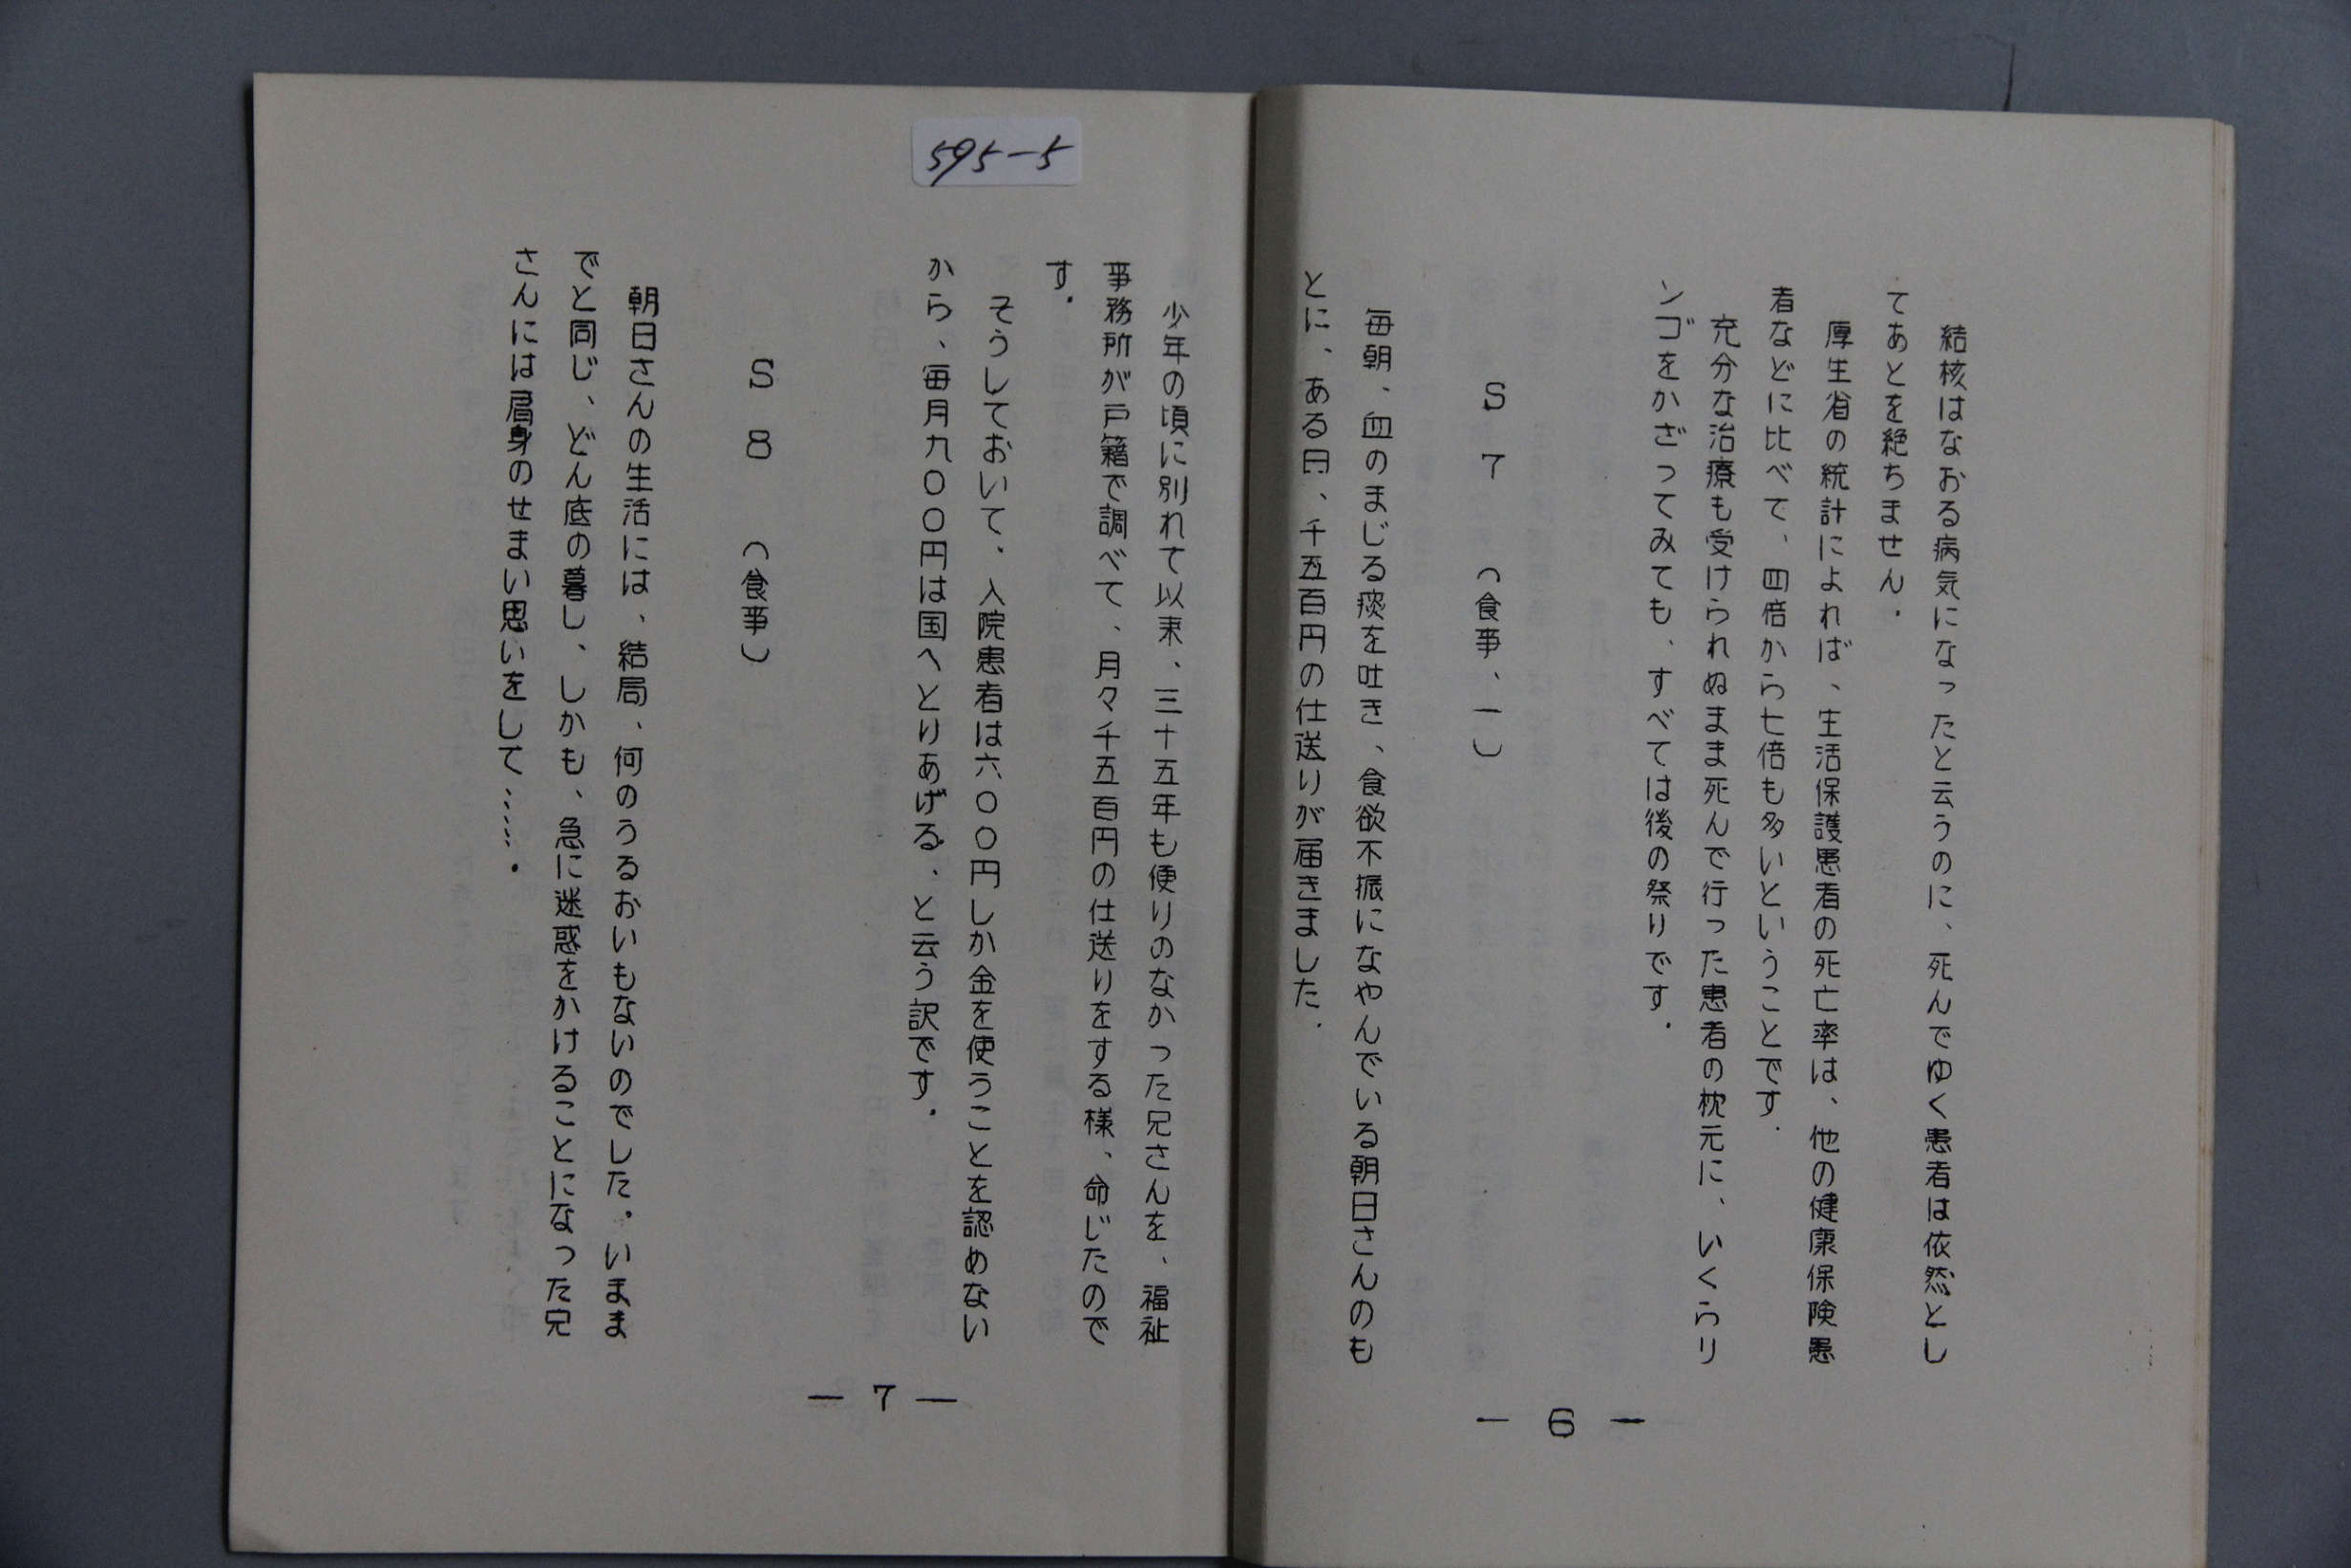 結核はなおる病気になったと云うのに、死んでゆく患者は依然とし
てあとを絶ちません．
厚生省の統計によれば、生活保護患者の死亡率は、他の健康保険患
者などに比べて、四倍から七倍も多いということです．
充分な治療も受けられぬまま死んで行った患者の枕元に、いくらリ
ンゴをかざってみても、すべては後の祭りです．
S 7 （食事、一）
毎朝、血のまじる痰を吐き、食欲不振になやんでいる朝日さんのも
とに、ある日、千五百円の仕送りが届きました．
— 6 —
595-5
少年の頃に別れて以来、三十五年も便りのなかった兄さんを、福祉
事務所が戸籍で調べて、月々千五百円の仕送りをする様、命じたので
す．
そうしておいて．入院患者は六〇〇円しか金を使うことを認めない
から、毎月九〇〇円は国へとりあげる、と云う訳です．
S 8 （食事）
朝日さんの生活には、結局、何のうるおいもないのでした．いまま
でと同じ、どん底の暮し、しかも、急に迷惑をかけることになった兄
さんには肩身のせまい思いをして……．
— 7 —